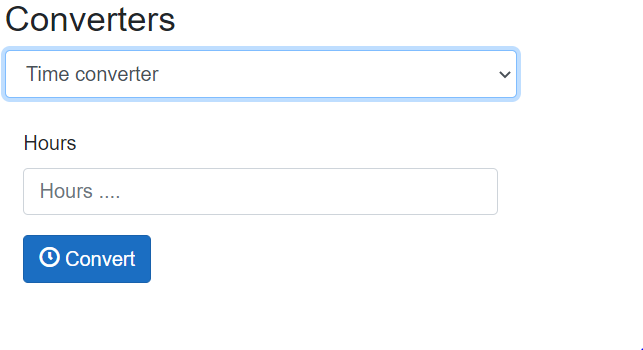 Converters
Time converter
Hours
Hours ....
Convert